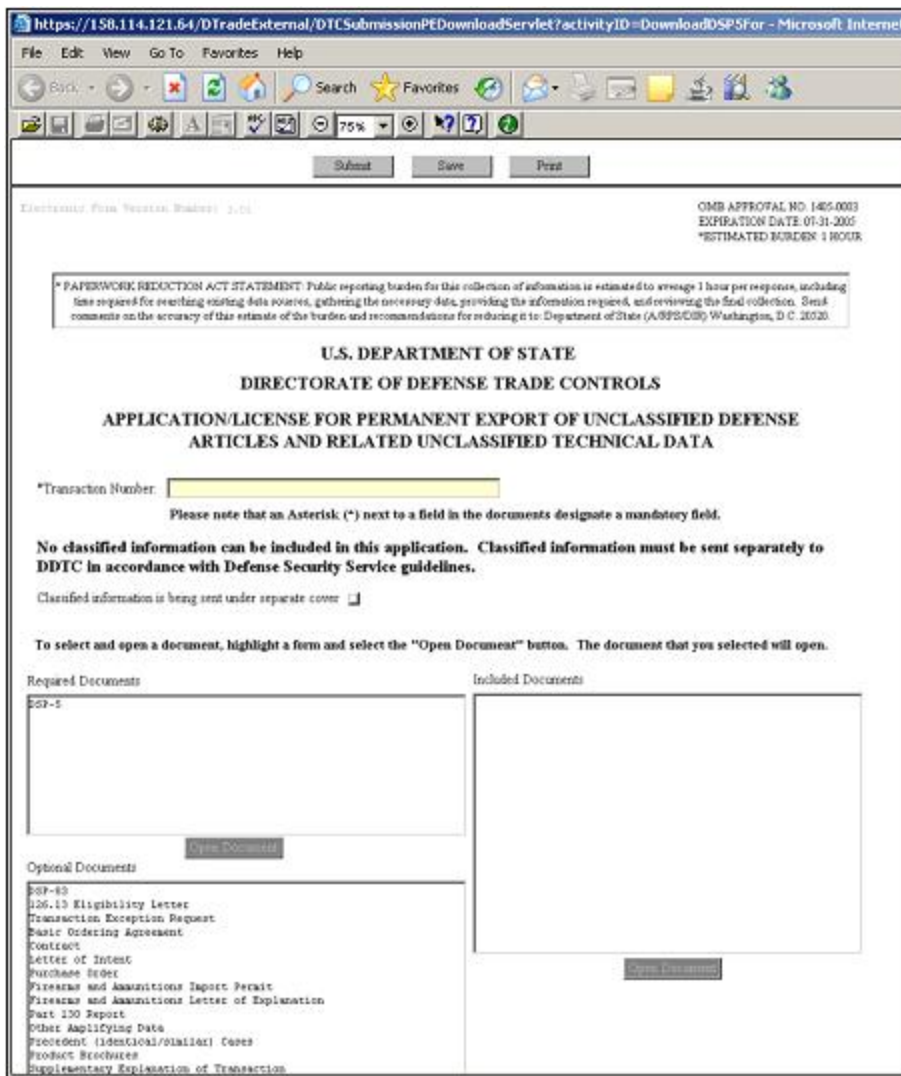 https://158.114.121.64/DTradeExternal/DTCSubmissionPEDownloadServlet?activityID=DownloadDSP5For - Microsoft Interne
File Edit View Go To Favorites Help
Back Search Favorites
75%
Submit Save Print
Electronic Form Version Number:
OMB APPROVAL NO. 1405-0003
EXPIRATION DATE: 07-31-2005
*ESTIMATED BURDEN: 1 HOUR
* PAPERWORK REDUCTION ACT STATEMENT: Public reporting burden for this collection of information is estimated to average 1 hour per response, including
time required for searching existing data sources, gathering the necessary data, providing the information required, and reviewing the final collection. Send
comments on the accuracy of this estimate of the burden and recommendations for reducing it to: Department of State (A/RPS/DIR) Washington, D.C. 20520.
U.S. DEPARTMENT OF STATE
DIRECTORATE OF DEFENSE TRADE CONTROLS
APPLICATION/LICENSE FOR PERMANENT EXPORT OF UNCLASSIFIED DEFENSE
ARTICLES AND RELATED UNCLASSIFIED TECHNICAL DATA
*Transaction Number:
Please note that an Asterisk (*) next to a field in the documents designate a mandatory field.
No classified information can be included in this application. Classified information must be sent separately to
DDTC in accordance with Defense Security Service guidelines.
Classified information is being sent under separate cover
To select and open a document, highlight a form and select the "Open Document" button. The document that you selected will open.
Required Documents
DSP-5
Open Document
Optional Documents
DSP-83
126.13 Eligibility Letter
Transaction Exception Request
Basic Ordering Agreement
Contract
Letter of Intent
Purchase Order
Firearms and Ammunitions Import Permit
Firearms and Ammunitions Letter of Explanation
Part 130 Report
Other Amplifying Data
Precedent (identical/similar) Cases
Product Brochures
Supplementary Explanation of Transaction
Included Documents
Open Document